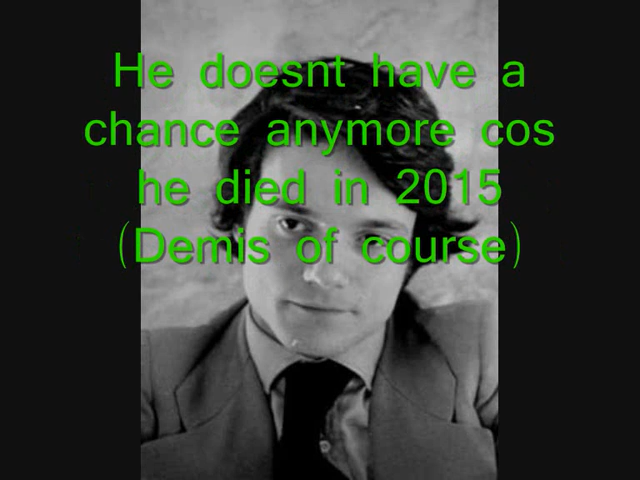 He doesnt have a
chance anymore cos
he died in 2015
(Demis of course)